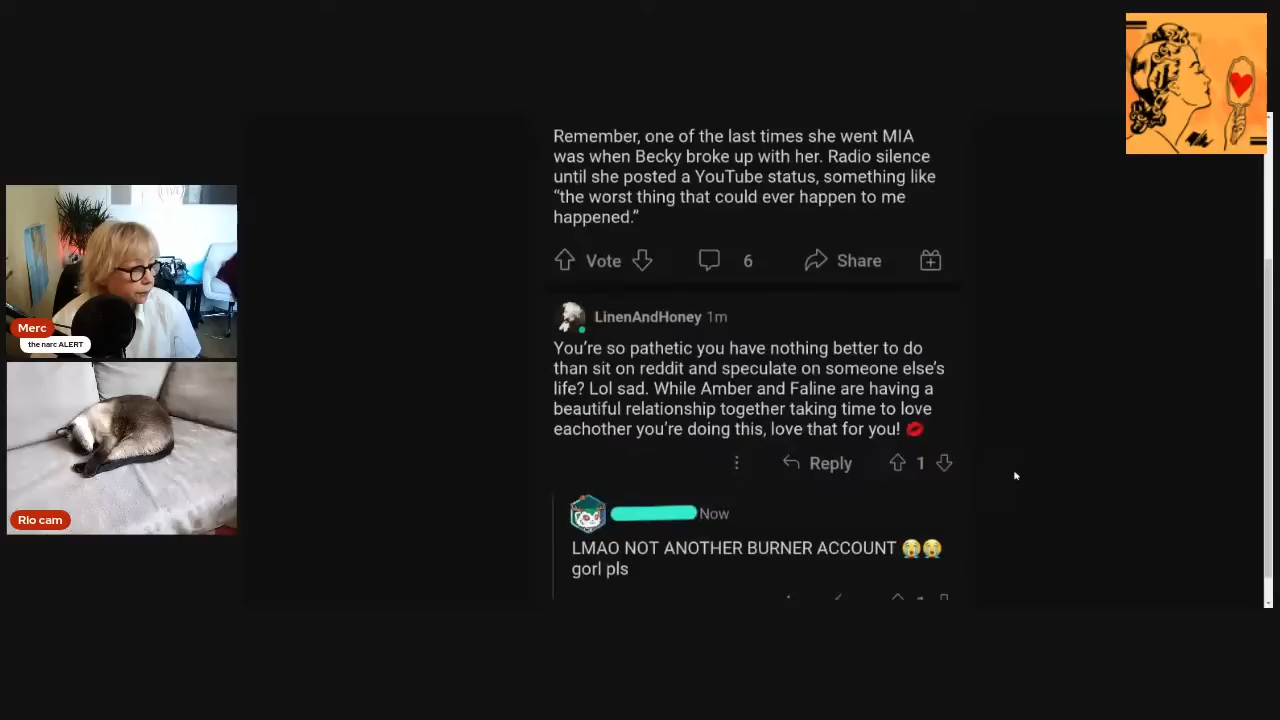 Remember, one of the last times she went MIA
was when Becky broke up with her. Radio silence
until she posted a YouTube status, something like
“the worst thing that could ever happen to me
happened.”
Vote 6 Share
LinenAndHoney 1m
You’re so pathetic you have nothing better to do
than sit on reddit and speculate on someone else’s
life? Lol sad. While Amber and Faline are having a
beautiful relationship together taking time to love
eachother you’re doing this, love that for you! 💋
Reply 1
Now
LMAO NOT ANOTHER BURNER ACCOUNT 😭😭
gorl pls
Merc
the narc ALERT
Rio cam